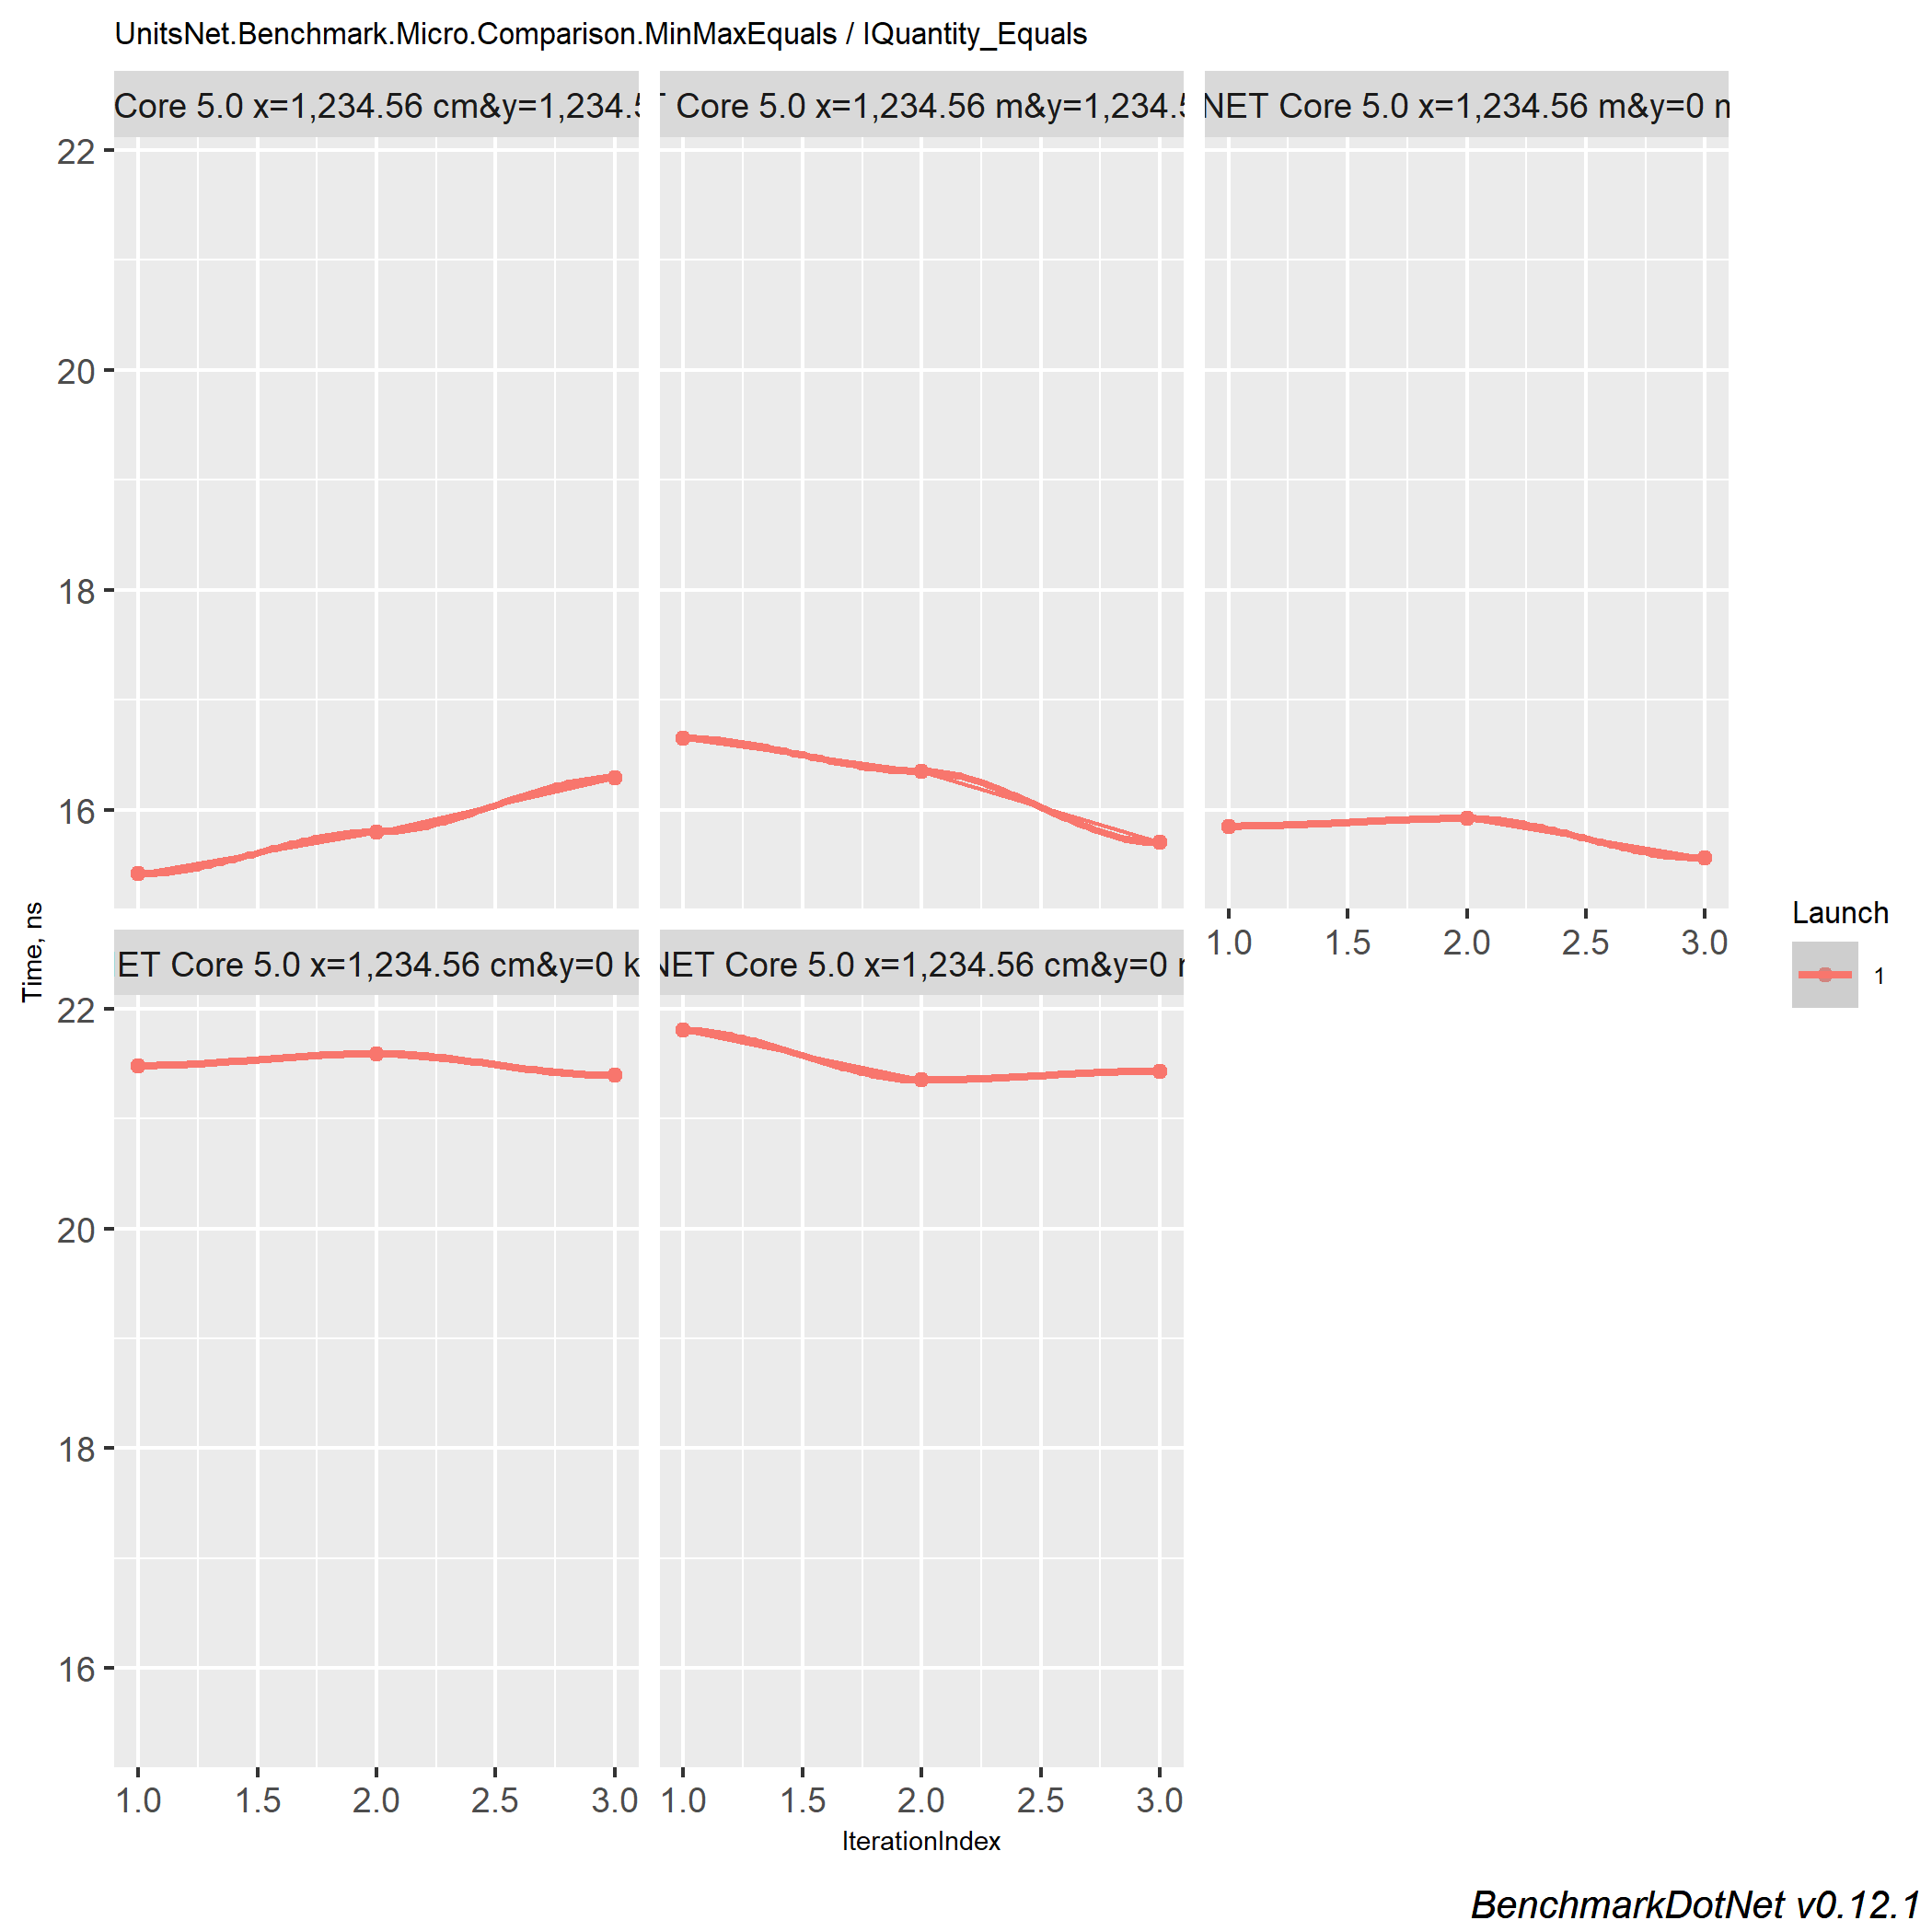 UnitsNet.Benchmark.Micro.Comparison.MinMaxEquals / IQuantity_Equals
Core 5.0 x=1,234.56 cm&y=1,234.5
Core 5.0 x=1,234.56 m&y=1,234.5
NET Core 5.0 x=1,234.56 m&y=0
22
20
18
16
1.0 1.5 2.0 2.5 3.0
ET Core 5.0 x=1,234.56 cm&y=0 k
NET Core 5.0 x=1,234.56 cm&y=0
22
20
18
16
1.0 1.5 2.0 2.5 3.0
1.0 1.5 2.0 2.5 3.0
Time, ns
IterationIndex
Launch
1
BenchmarkDotNet v0.12.1